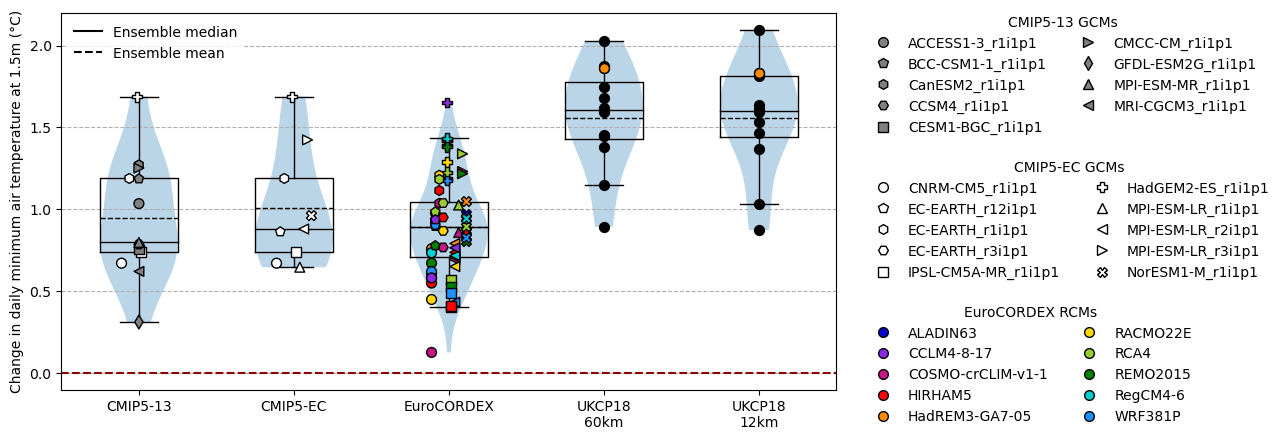 Change in daily minimum air temperature at 1.5m (°C)
2.0
1.5
1.0
0.5
0.0
Ensemble median
Ensemble mean
CMIP5-13
CMIP5-EC
EuroCORDEX
UKCP18
60km
UKCP18
12km
CMIP5-13 GCMs
ACCESS1-3_r1i1p1
BCC-CSM1-1_r1i1p1
CanESM2_r1i1p1
CCSM4_r1i1p1
CESM1-BGC_r1i1p1
CMCC-CM_r1i1p1
GFDL-ESM2G_r1i1p1
MPI-ESM-MR_r1i1p1
MRI-CGCM3_r1i1p1
CMIP5-EC GCMs
CNRM-CM5_r1i1p1
EC-EARTH_r12i1p1
EC-EARTH_r1i1p1
EC-EARTH_r3i1p1
IPSL-CM5A-MR_r1i1p1
HadGEM2-ES_r1i1p1
MPI-ESM-LR_r1i1p1
MPI-ESM-LR_r2i1p1
MPI-ESM-LR_r3i1p1
NorESM1-M_r1i1p1
EuroCORDEX RCMs
ALADIN63
CCLM4-8-17
COSMO-crCLIM-v1-1
HIRHAM5
HadREM3-GA7-05
RACMO22E
RCA4
REMO2015
RegCM4-6
WRF381P